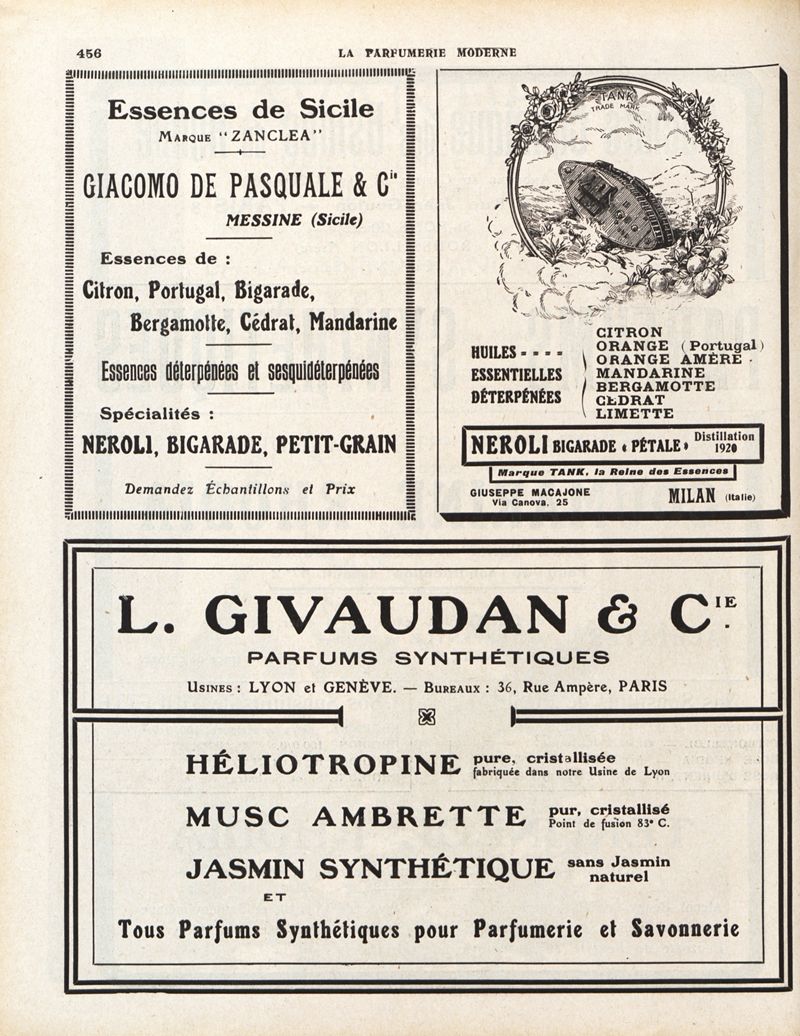 456
LA PARFUMERIE MODERNE
Essences de Sicile
MARQUE "ZANCLEA"
GIACOMO DE PASQUALE & Cie
MESSINE (Sicile)
Essences de :
Citron, Portugal, Bigarade,
Bergamotte, Cédrat, Mandarine
Essences déterpénées et sesquidéterpénées
Spécialités :
NEROLI, BIGARADE, PETIT-GRAIN
Demandez Échantillons et Prix
TANK
TRADE MARK
HUILES - - - -
ESSENTIELLES
DÉTERPÉNÉES
CITRON
ORANGE (Portugal)
ORANGE AMÈRE .
MANDARINE
BERGAMOTTE
CÉDRAT
LIMETTE
NEROLI BIGARADE « PÉTALE » Distillation 1920
Marque TANK, la Reine des Essences
GIUSEPPE MACAJONE
Via Canova, 25
MILAN (Italie)
L. GIVAUDAN & CIE.
PARFUMS SYNTHÉTIQUES
USINES : LYON et GENÈVE. — BUREAUX : 36, Rue Ampère, PARIS
HÉLIOTROPINE pure, cristallisée
fabriquée dans notre Usine de Lyon
MUSC AMBRETTE pur, cristallisé
Point de fusion 83° C.
JASMIN SYNTHÉTIQUE sans Jasmin
naturel
ET
Tous Parfums Synthétiques pour Parfumerie et Savonnerie